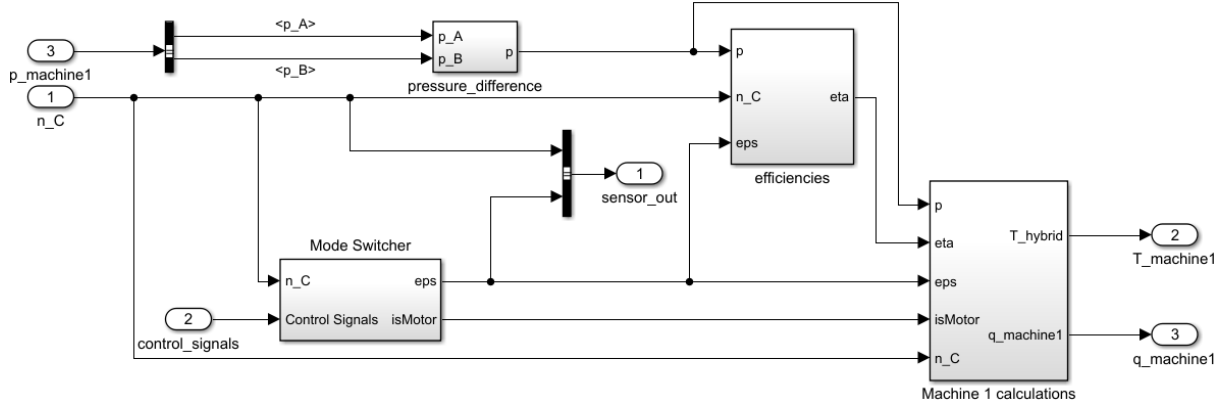 3
p_machine1
1
n_C
<p_A>
<p_B>
p_A
p_B
p
pressure_difference
p
n_C
eps
eta
efficiencies
1
sensor_out
Mode Switcher
n_C
Control Signals
eps
isMotor
2
control_signals
p
eta
eps
isMotor
n_C
T_hybrid
q_machine1
Machine 1 calculations
2
T_machine1
3
q_machine1